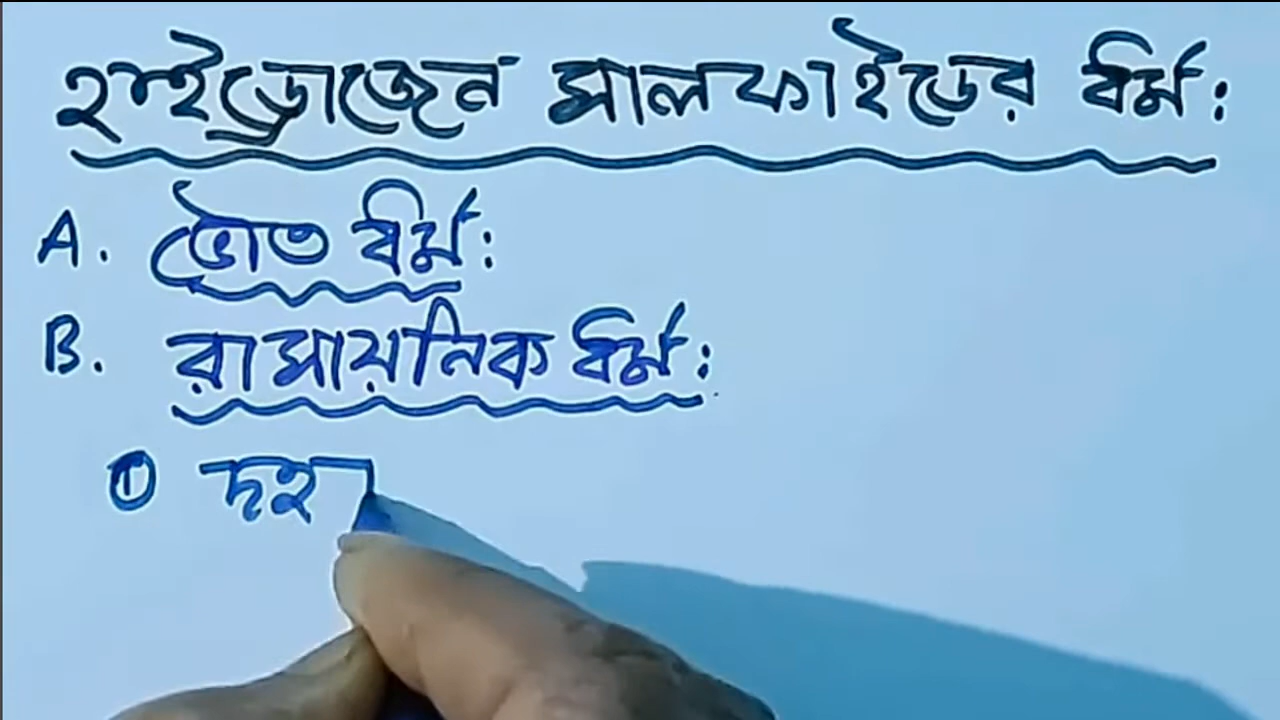 হাইড্রোজেন সালফাইডের ধর্ম:
A. ভৌত ধর্ম:
B. রাসায়নিক ধর্ম:
① দহ